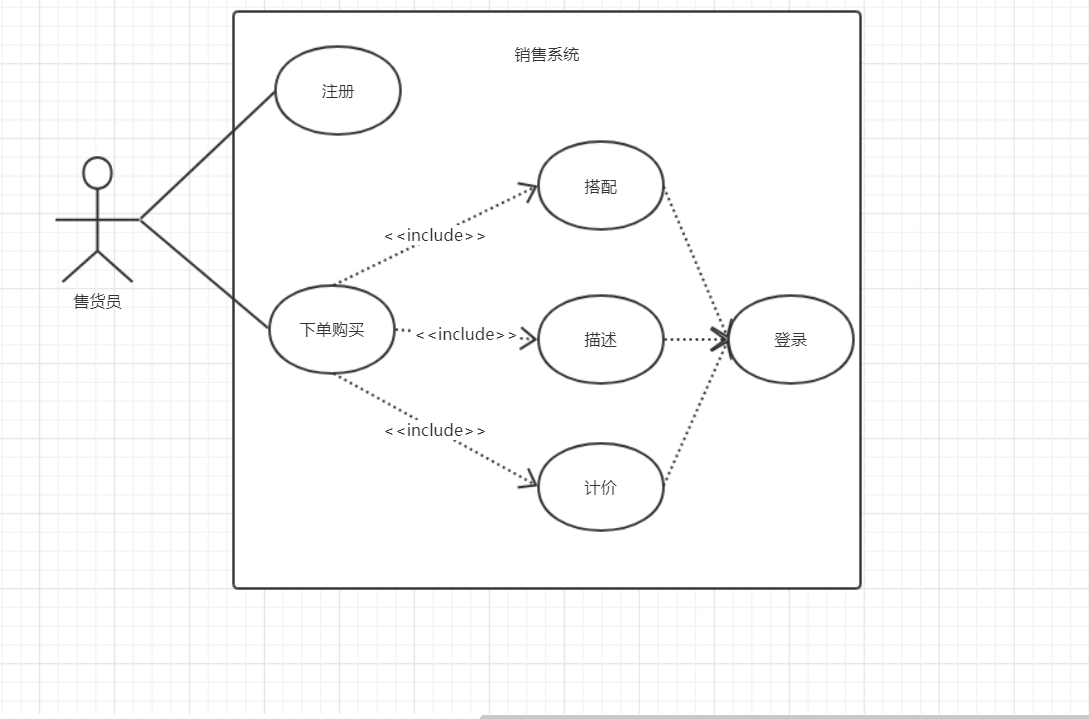 销售系统
注册
搭配
<<include>>
售货员
下单购买
<<include>>
描述
登录
<<include>>
计价